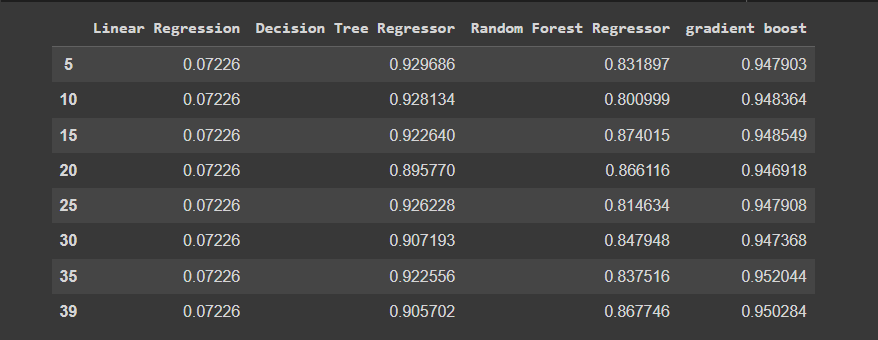 Linear Regression Decision Tree Regressor Random Forest Regressor gradient boost
5 0.07226 0.929686 0.831897 0.947903
10 0.07226 0.928134 0.800999 0.948364
15 0.07226 0.922640 0.874015 0.948549
20 0.07226 0.895770 0.866116 0.946918
25 0.07226 0.926228 0.814634 0.947908
30 0.07226 0.907193 0.847948 0.947368
35 0.07226 0.922556 0.837516 0.952044
39 0.07226 0.905702 0.867746 0.950284